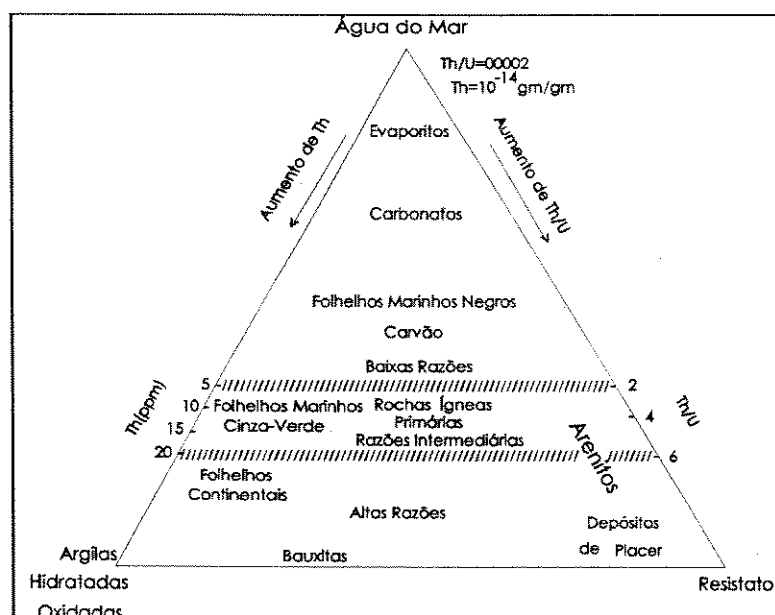 Água do Mar
Th/U=00002
Th=10^-14 gm/gm
Aumento de Th
Aumento de Th/U
Evaporitos
Carbonafos
Folhelhos Marinhos Negros
Carvão
Baixas Razões
5
2
Th(ppm)
Th/U
10
Folhelhos Marinhos
Rochas Ígneas
4
15
Cinza-Verde
Primárias
Razões Intermediárias
Arenitos
20
6
Folhelhos
Continentais
Altas Razões
Depósitos
de Placer
Argilas
Bauxitas
Hidratadas
Resistato
Oxidadas